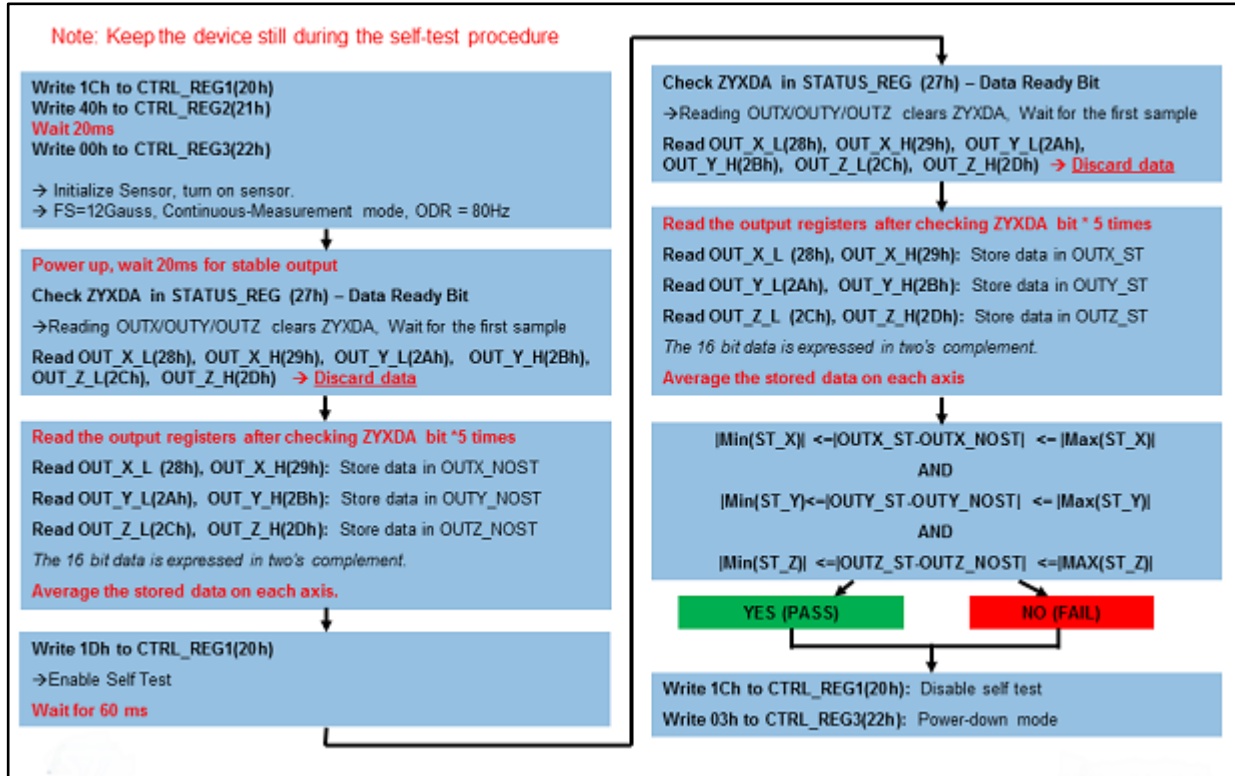 Note: Keep the device still during the self-test procedure
Write 1Ch to CTRL_REG1(20h)
Write 40h to CTRL_REG2(21h)
Wait 20ms
Write 00h to CTRL_REG3(22h)
→ Initialize Sensor, turn on sensor.
→ FS=12Gauss, Continuous-Measurement mode, ODR = 80Hz
Power up, wait 20ms for stable output
Check ZYXDA in STATUS_REG (27h) – Data Ready Bit
→Reading OUTX/OUTY/OUTZ clears ZYXDA, Wait for the first sample
Read OUT_X_L(28h), OUT_X_H(29h), OUT_Y_L(2Ah), OUT_Y_H(2Bh),
OUT_Z_L(2Ch), OUT_Z_H(2Dh) → Discard data
Read the output registers after checking ZYXDA bit *5 times
Read OUT_X_L (28h), OUT_X_H(29h): Store data in OUTX_NOST
Read OUT_Y_L(2Ah), OUT_Y_H(2Bh): Store data in OUTY_NOST
Read OUT_Z_L(2Ch), OUT_Z_H(2Dh): Store data in OUTZ_NOST
The 16 bit data is expressed in two's complement.
Average the stored data on each axis.
Write 1Dh to CTRL_REG1(20h)
→Enable Self Test
Wait for 60 ms
Check ZYXDA in STATUS_REG (27h) – Data Ready Bit
→Reading OUTX/OUTY/OUTZ clears ZYXDA, Wait for the first sample
Read OUT_X_L(28h), OUT_X_H(29h), OUT_Y_L(2Ah),
OUT_Y_H(2Bh), OUT_Z_L(2Ch), OUT_Z_H(2Dh) → Discard data
Read the output registers after checking ZYXDA bit * 5 times
Read OUT_X_L (28h), OUT_X_H(29h): Store data in OUTX_ST
Read OUT_Y_L(2Ah), OUT_Y_H(2Bh): Store data in OUTY_ST
Read OUT_Z_L (2Ch), OUT_Z_H(2Dh): Store data in OUTZ_ST
The 16 bit data is expressed in two's complement.
Average the stored data on each axis
|Min(ST_X)| <=|OUTX_ST-OUTX_NOST| <= |Max(ST_X)|
AND
|Min(ST_Y)<=|OUTY_ST-OUTY_NOST| <= |Max(ST_Y)|
AND
|Min(ST_Z)| <=|OUTZ_ST-OUTZ_NOST| <=|MAX(ST_Z)|
YES (PASS)
NO (FAIL)
Write 1Ch to CTRL_REG1(20h): Disable self test
Write 03h to CTRL_REG3(22h): Power-down mode